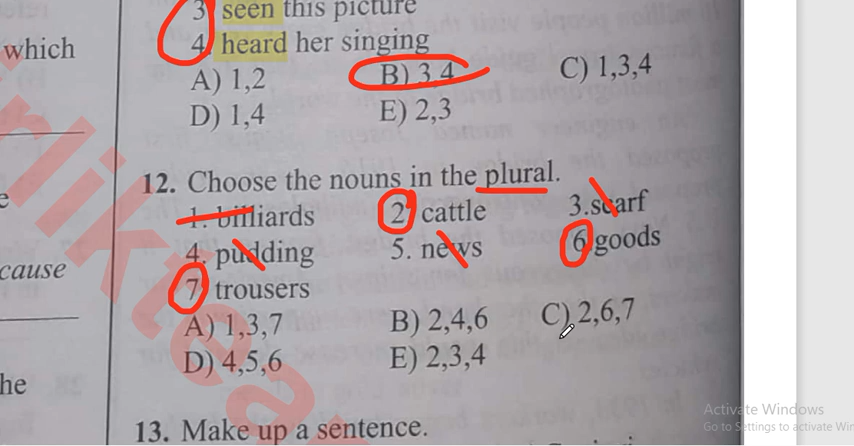 3 seen this picture
4. heard her singing
which
A) 1,2 B) 3,4 C) 1,3,4
D) 1,4 E) 2,3
12. Choose the nouns in the plural.
1. billiards 2. cattle 3.scarf
4. pudding 5. news 6.goods
cause
7. trousers
A) 1,3,7 B) 2,4,6 C) 2,6,7
D) 4,5,6 E) 2,3,4
he
13. Make up a sentence.
Activate Windows
Go to Settings to activate Win